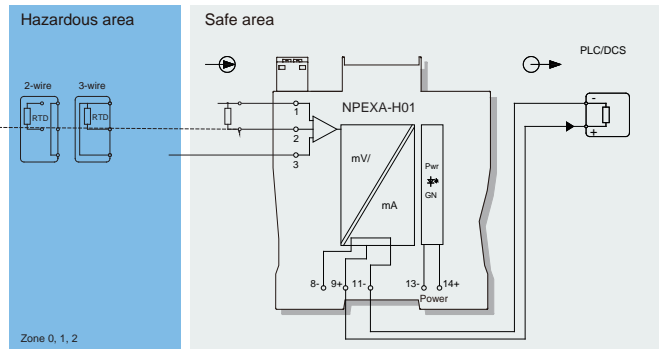 Hazardous area
Safe area
PLC/DCS
2-wire
3-wire
RTD
RTD
NPEXA-H01
1
2
3
mV/
mA
Pwr
GN
-
+
8-
9+
11-
13-
14+
Power
Zone 0, 1, 2